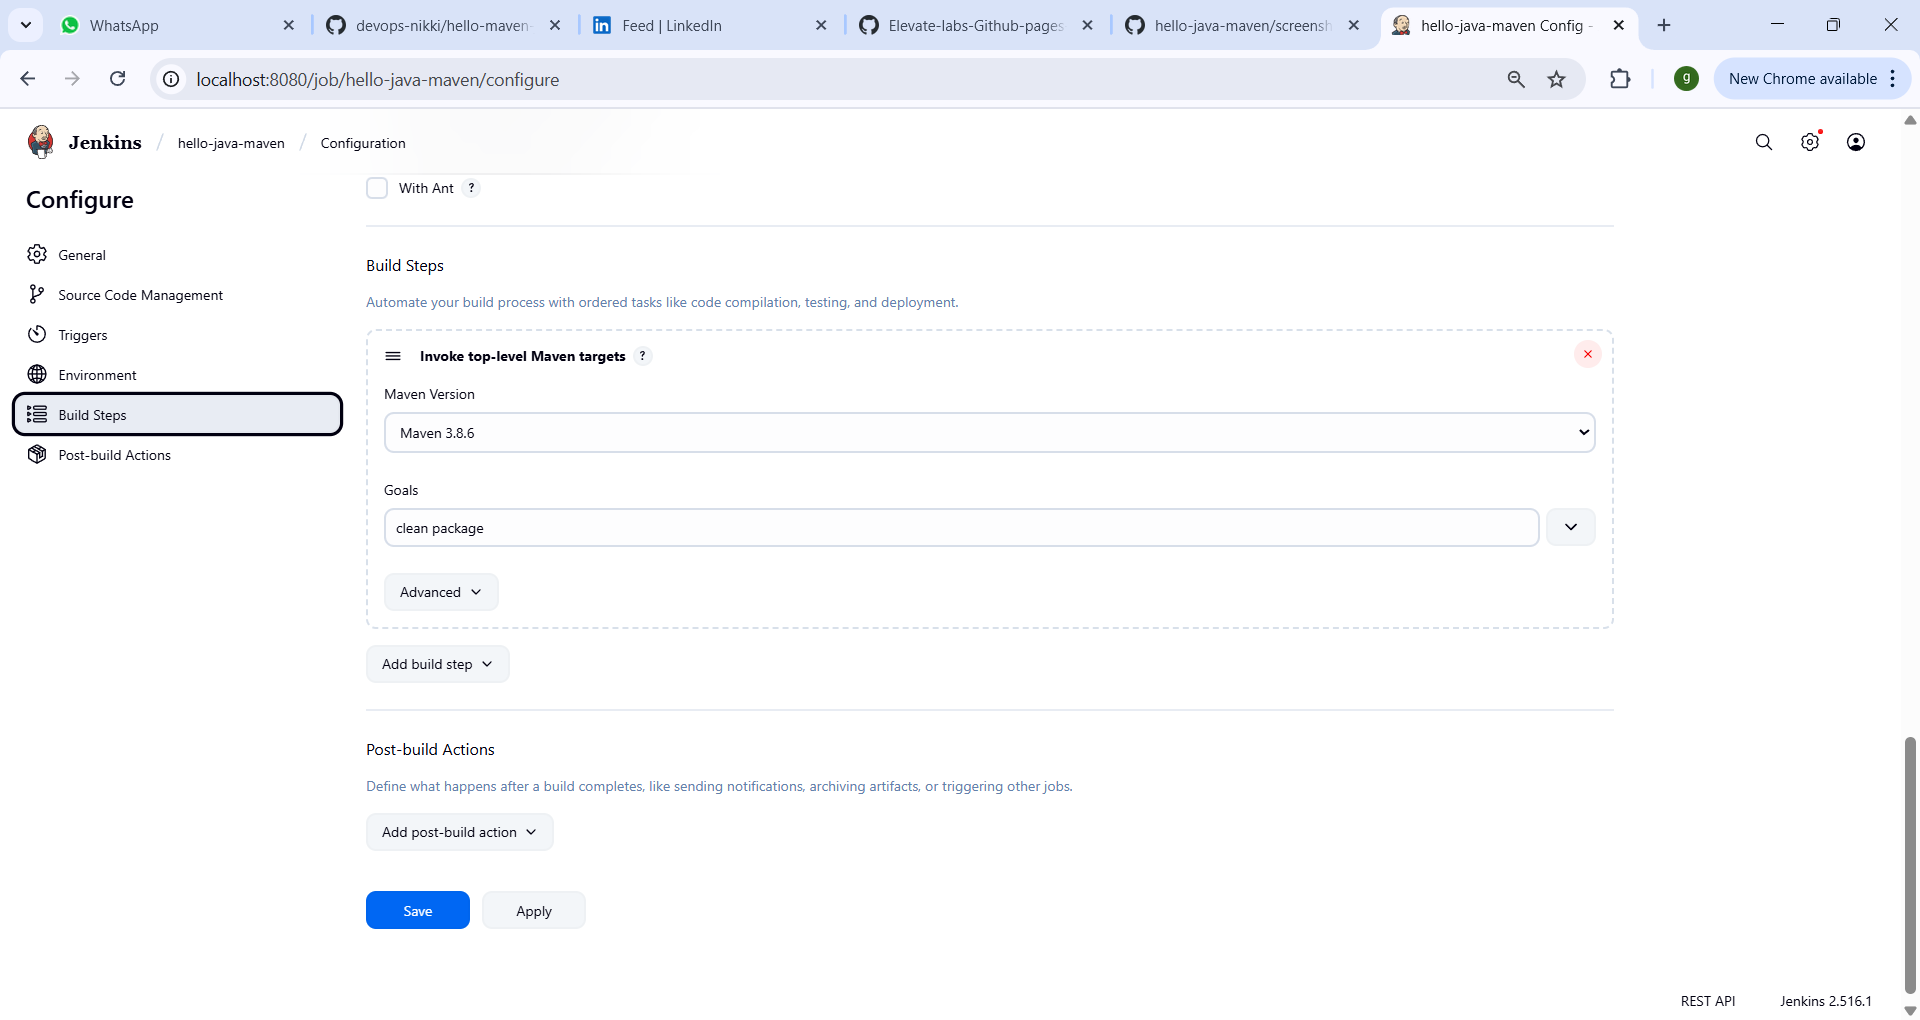 WhatsApp
devops-nikki/hello-maven-
Feed | LinkedIn
Elevate-labs-Github-pages
hello-java-maven/screensh
hello-java-maven Config -
localhost:8080/job/hello-java-maven/configure
g
New Chrome available
Jenkins / hello-java-maven / Configuration
Configure
General
Source Code Management
Triggers
Environment
Build Steps
Post-build Actions
With Ant ?
Build Steps
Automate your build process with ordered tasks like code compilation, testing, and deployment.
Invoke top-level Maven targets ?
Maven Version
Maven 3.8.6
Goals
clean package
Advanced
Add build step
Post-build Actions
Define what happens after a build completes, like sending notifications, archiving artifacts, or triggering other jobs.
Add post-build action
Save
Apply
REST API
Jenkins 2.516.1